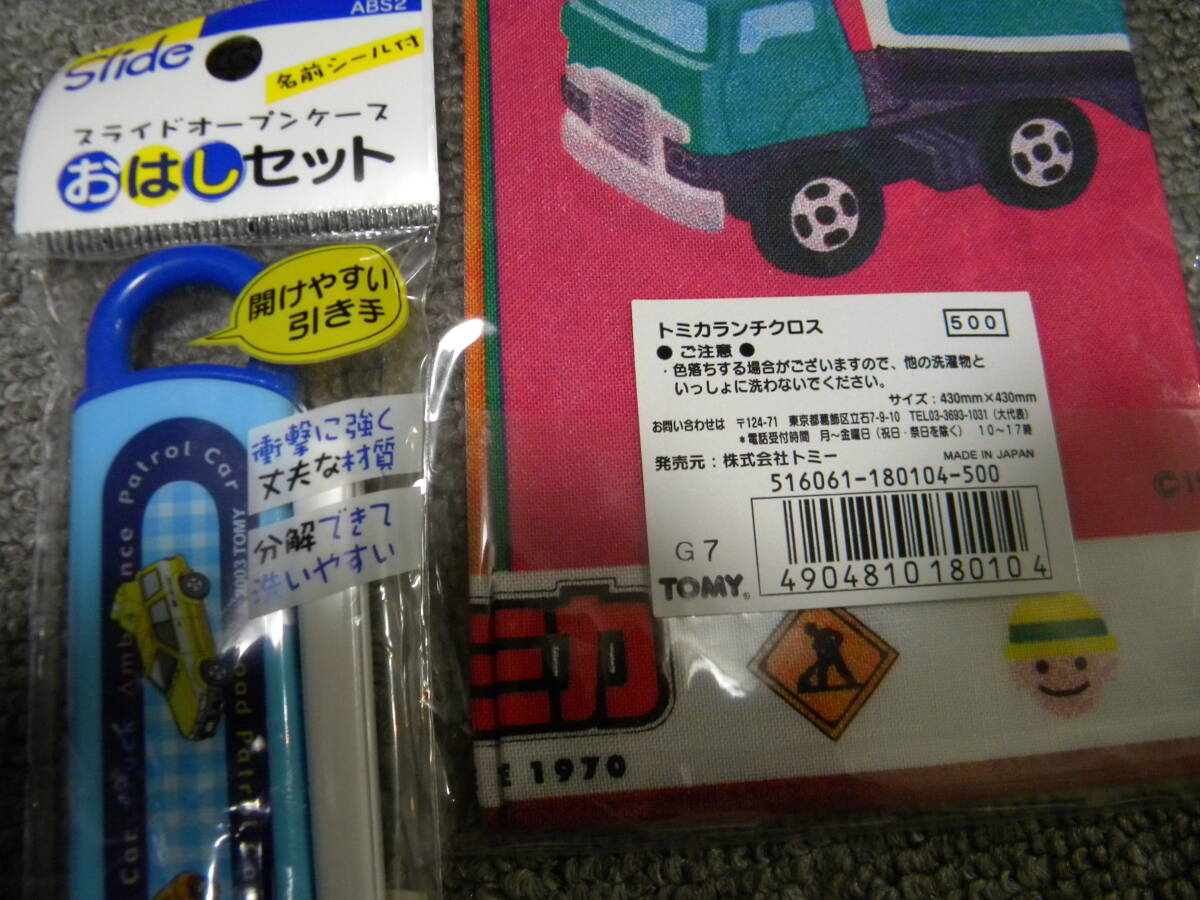 ABS2
Slide
名前シール付
スライドオープンケース
おはしセット
開けやすい
引き手
衝撃に強く
丈夫な材質
分解できて
洗いやすい
Ambulance Patrol Car
2003 TOMY
Car
トミカランチクロス
500
● ご注意 ●
・色落ちする場合がございますので、他の洗濯物と
いっしょに洗わないでください。
サイズ：430mm×430mm
お問い合わせは 〒124-71 東京都葛飾区立石7-9-10 TEL03-3693-1031（大代表）
＊電話受付時間 月～金曜日（祝日・祭日を除く） 10～17時
発売元：株式会社トミー
MADE IN JAPAN
516061-180104-500
G7
TOMY®
4904810180104
ミカ
E 1970